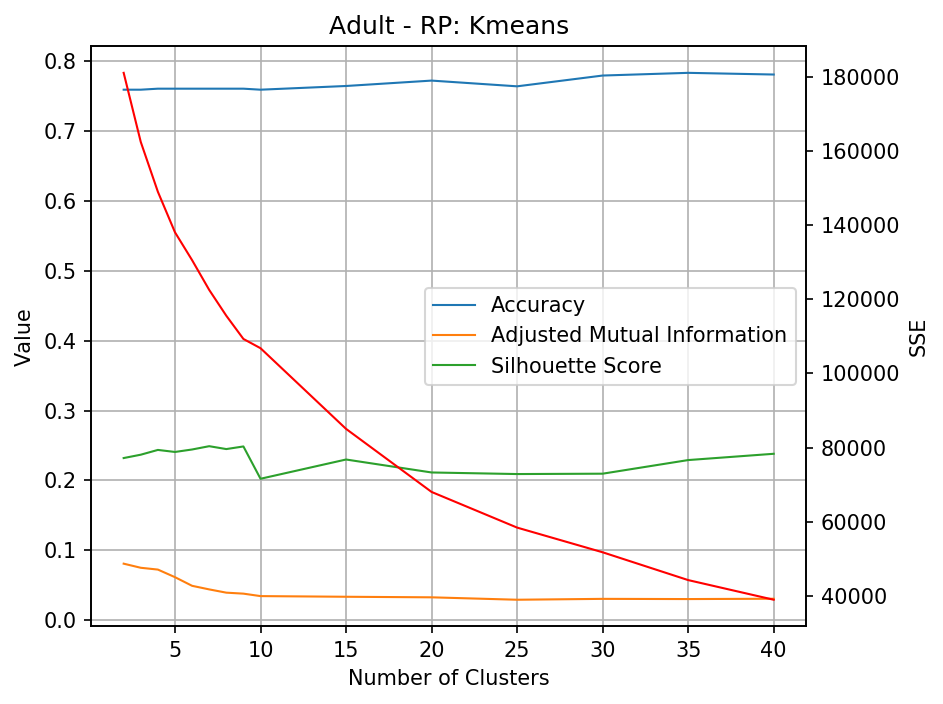 Adult - RP: Kmeans
0.8
0.7
0.6
0.5
0.4
0.3
0.2
0.1
0.0
Value
180000
160000
140000
120000
100000
80000
60000
40000
SSE
Accuracy
Adjusted Mutual Information
Silhouette Score
5 10 15 20 25 30 35 40
Number of Clusters